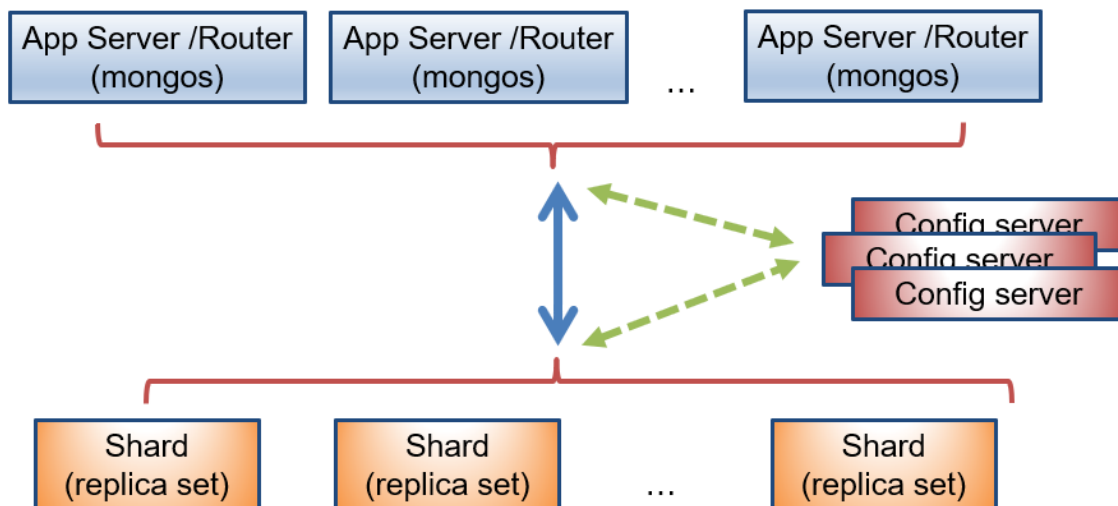 App Server /Router
(mongos)
App Server /Router
(mongos)
...
App Server /Router
(mongos)
Config server
Config server
Config server
Shard
(replica set)
Shard
(replica set)
...
Shard
(replica set)